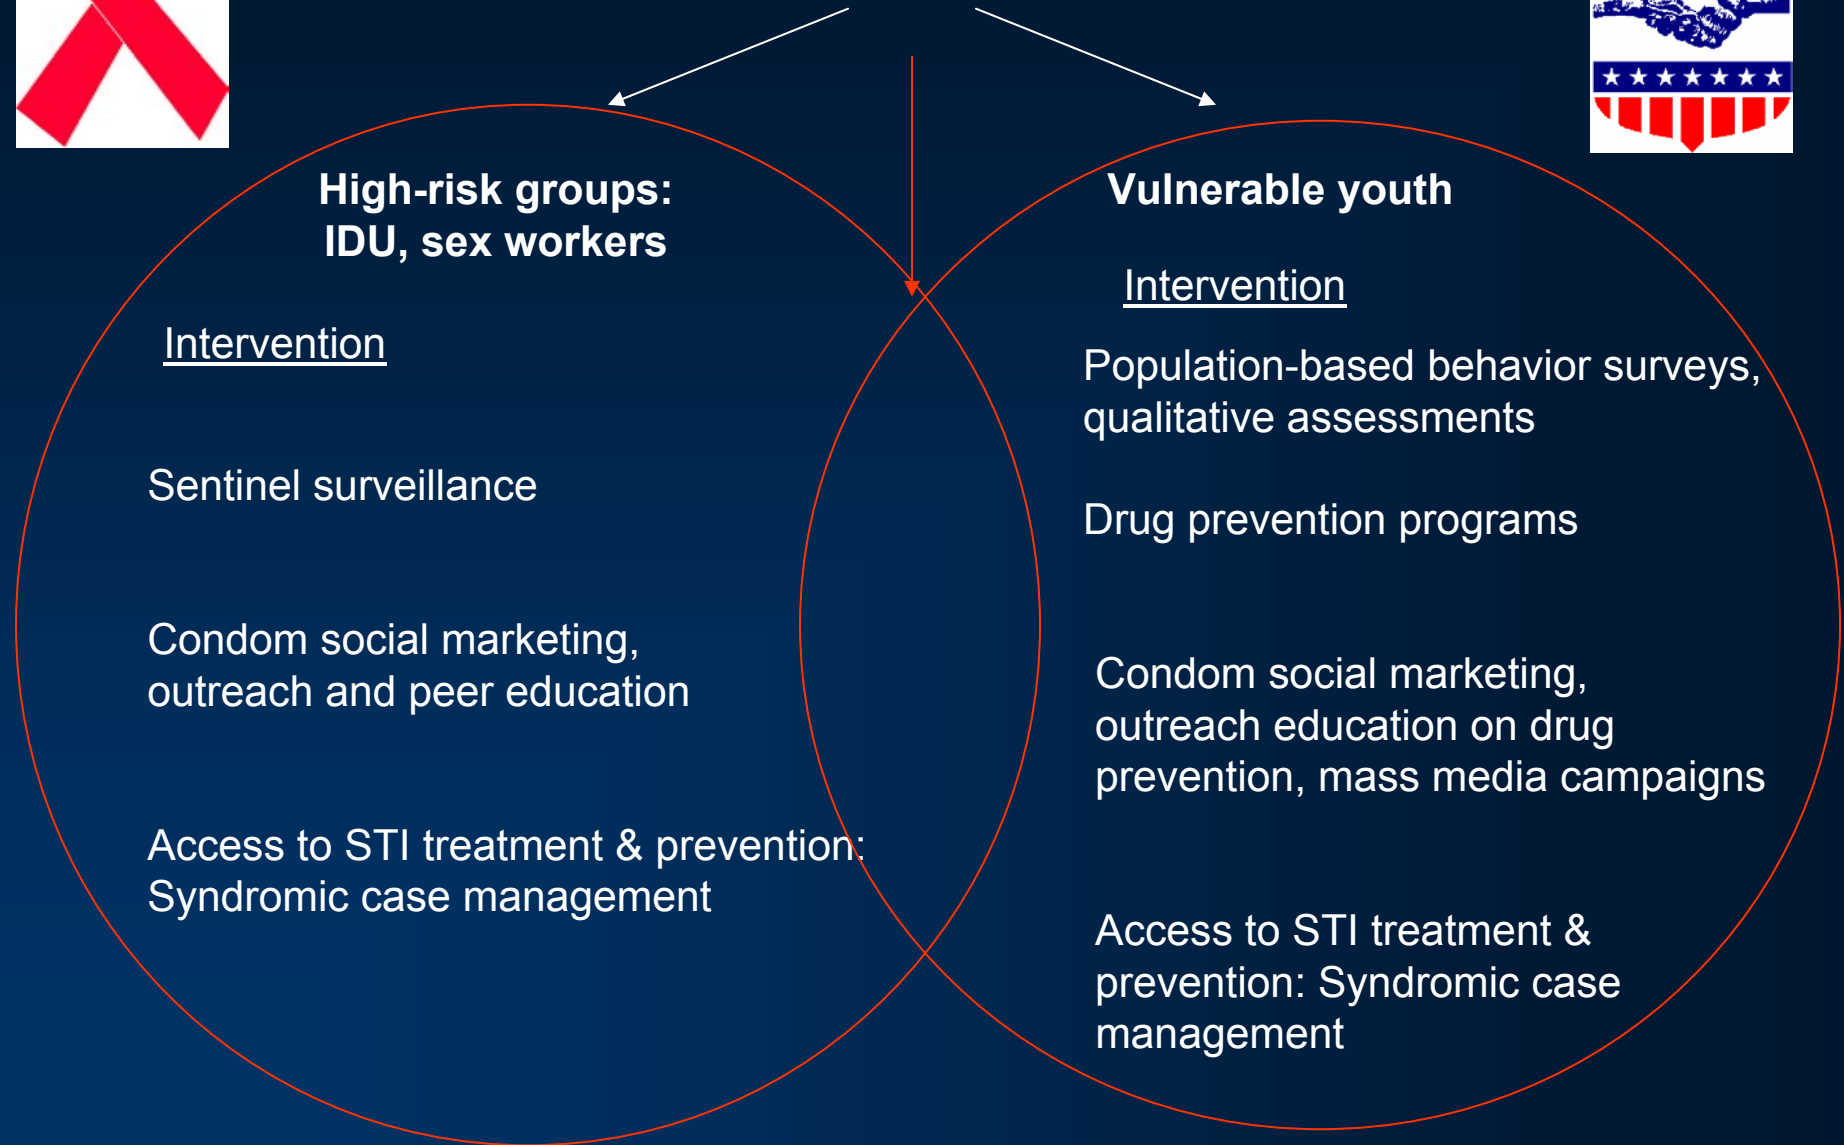 High-risk groups:
IDU, sex workers
Intervention
Sentinel surveillance
Condom social marketing,
outreach and peer education
Access to STI treatment & prevention:
Syndromic case management
Vulnerable youth
Intervention
Population-based behavior surveys,
qualitative assessments
Drug prevention programs
Condom social marketing,
outreach education on drug
prevention, mass media campaigns
Access to STI treatment &
prevention: Syndromic case
management